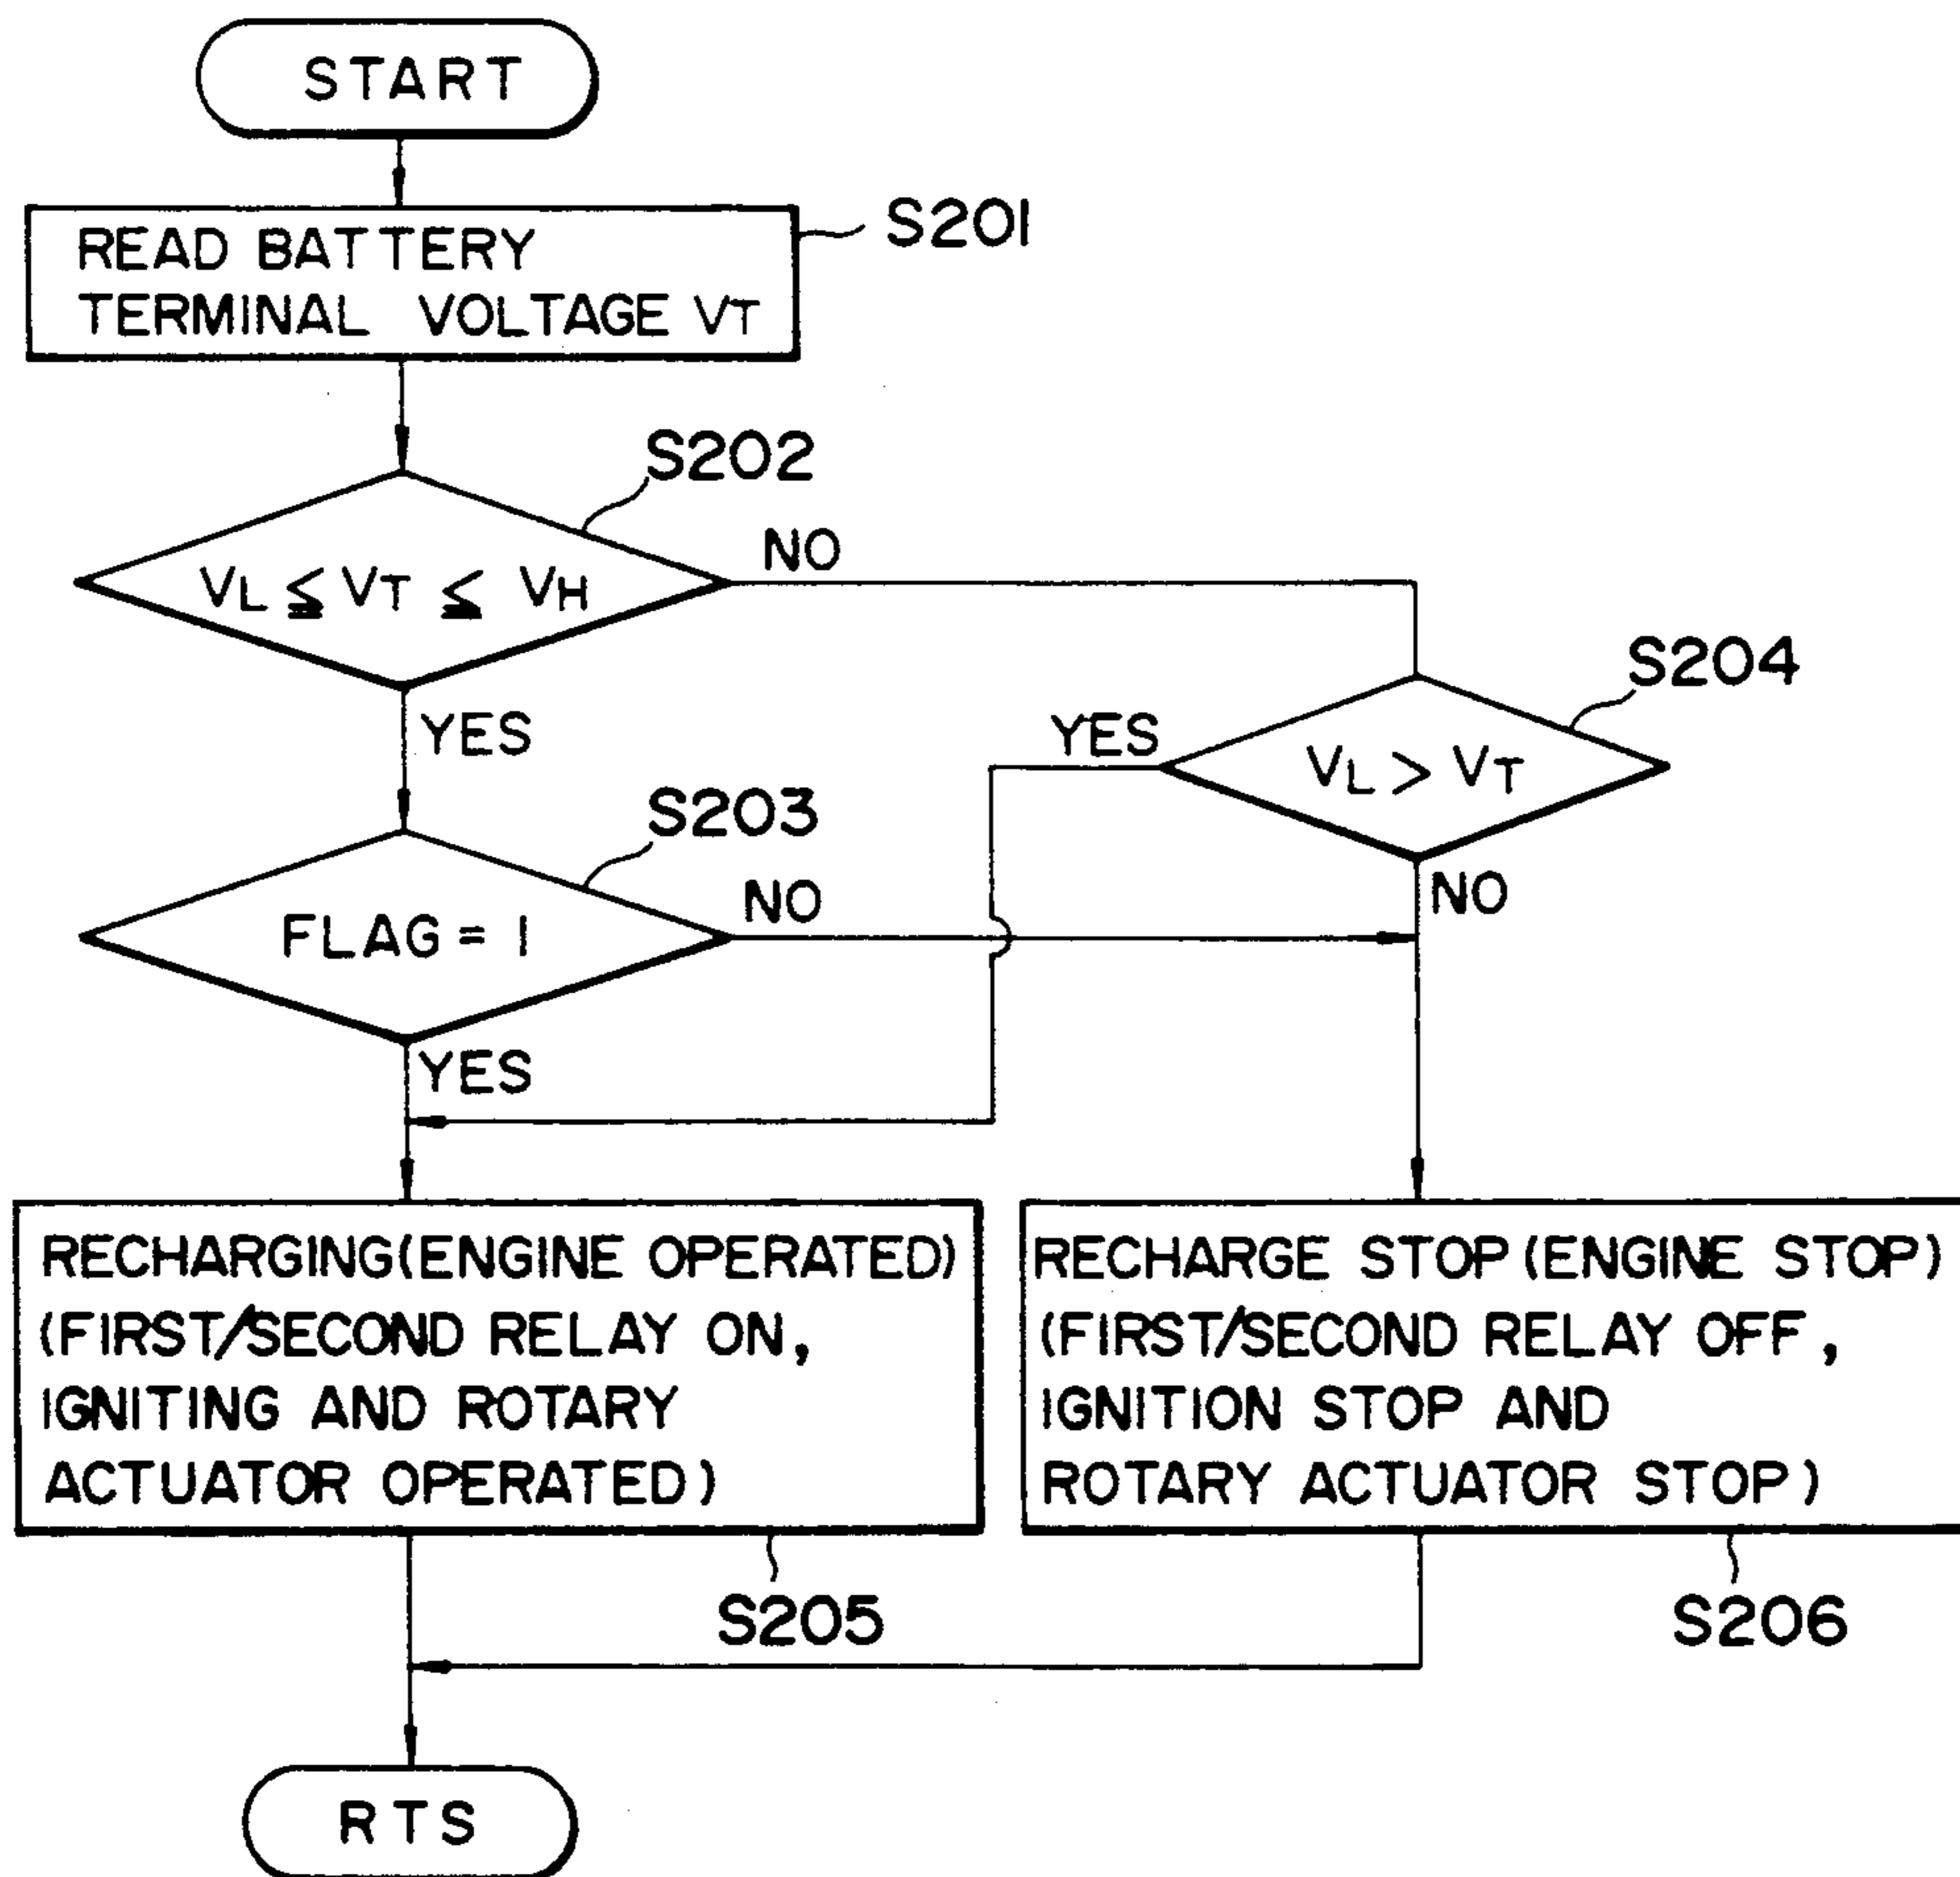 START
READ BATTERY
TERMINAL VOLTAGE VT
S201
S202
VL ≦ VT ≦ VH
NO
YES
S204
VL > VT
YES
NO
S203
FLAG = 1
NO
YES
RECHARGING(ENGINE OPERATED)
(FIRST/SECOND RELAY ON,
IGNITING AND ROTARY
ACTUATOR OPERATED)
S205
RECHARGE STOP(ENGINE STOP)
(FIRST/SECOND RELAY OFF,
IGNITION STOP AND
ROTARY ACTUATOR STOP)
S206
RTS